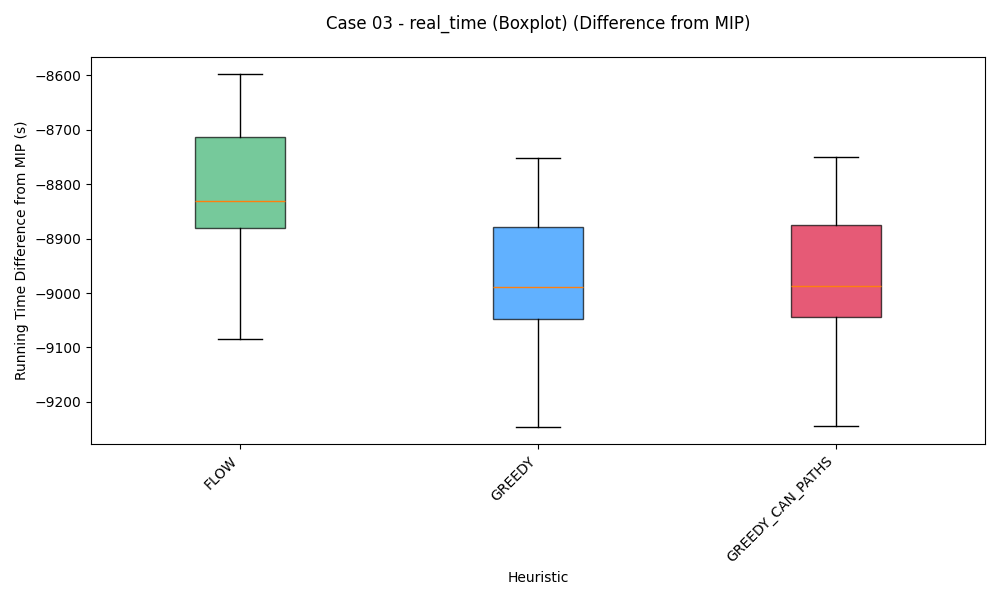 Case 03 - real_time (Boxplot) (Difference from MIP)
Running Time Difference from MIP (s)
−8600
−8700
−8800
−8900
−9000
−9100
−9200
FLOW
GREEDY
GREEDY_CAN_PATHS
Heuristic